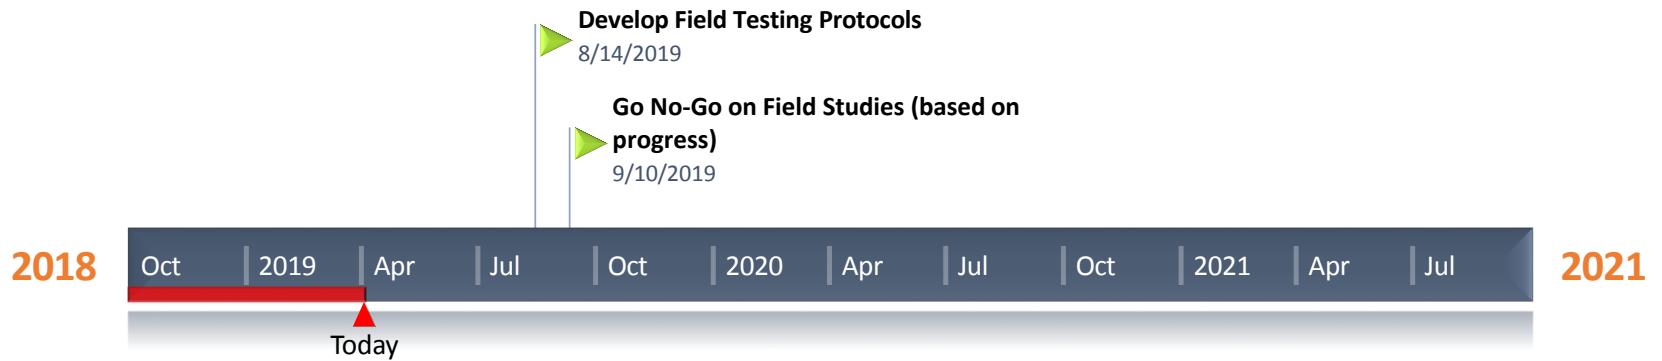 Develop Field Testing Protocols
8/14/2019
Go No-Go on Field Studies (based on
progress)
9/10/2019
2018 Oct 2019 Apr Jul Oct 2020 Apr Jul Oct 2021 Apr Jul 2021
Today